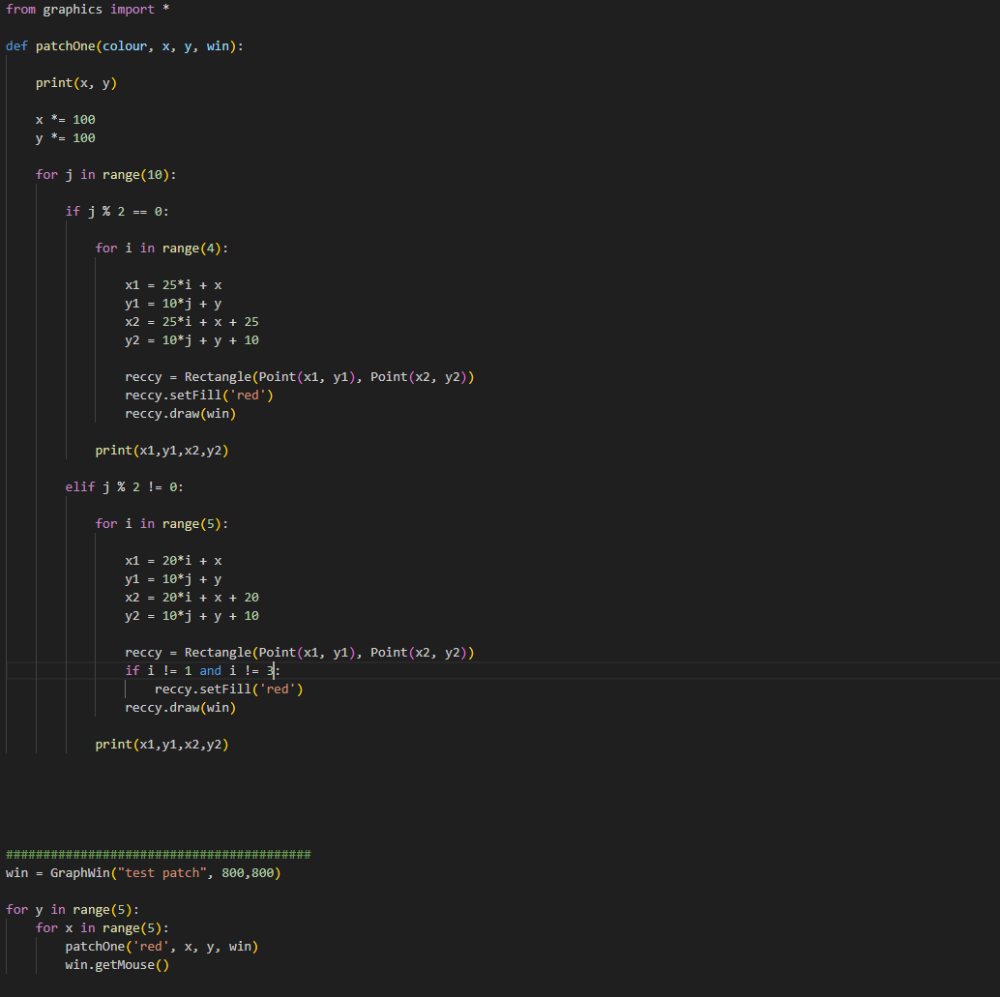 from graphics import *
def patchOne(colour, x, y, win):
    print(x, y)
    x *= 100
    y *= 100
    for j in range(10):
        if j % 2 == 0:
            for i in range(4):
                x1 = 25*i + x
                y1 = 10*j + y
                x2 = 25*i + x + 25
                y2 = 10*j + y + 10
                reccy = Rectangle(Point(x1, y1), Point(x2, y2))
                reccy.setFill('red')
                reccy.draw(win)
            print(x1,y1,x2,y2)
        elif j % 2 != 0:
            for i in range(5):
                x1 = 20*i + x
                y1 = 10*j + y
                x2 = 20*i + x + 20
                y2 = 10*j + y + 10
                reccy = Rectangle(Point(x1, y1), Point(x2, y2))
                if i != 1 and i != 3:
                    reccy.setFill('red')
                reccy.draw(win)
            print(x1,y1,x2,y2)
#########################################
win = GraphWin("test patch", 800,800)
for y in range(5):
    for x in range(5):
        patchOne('red', x, y, win)
        win.getMouse()